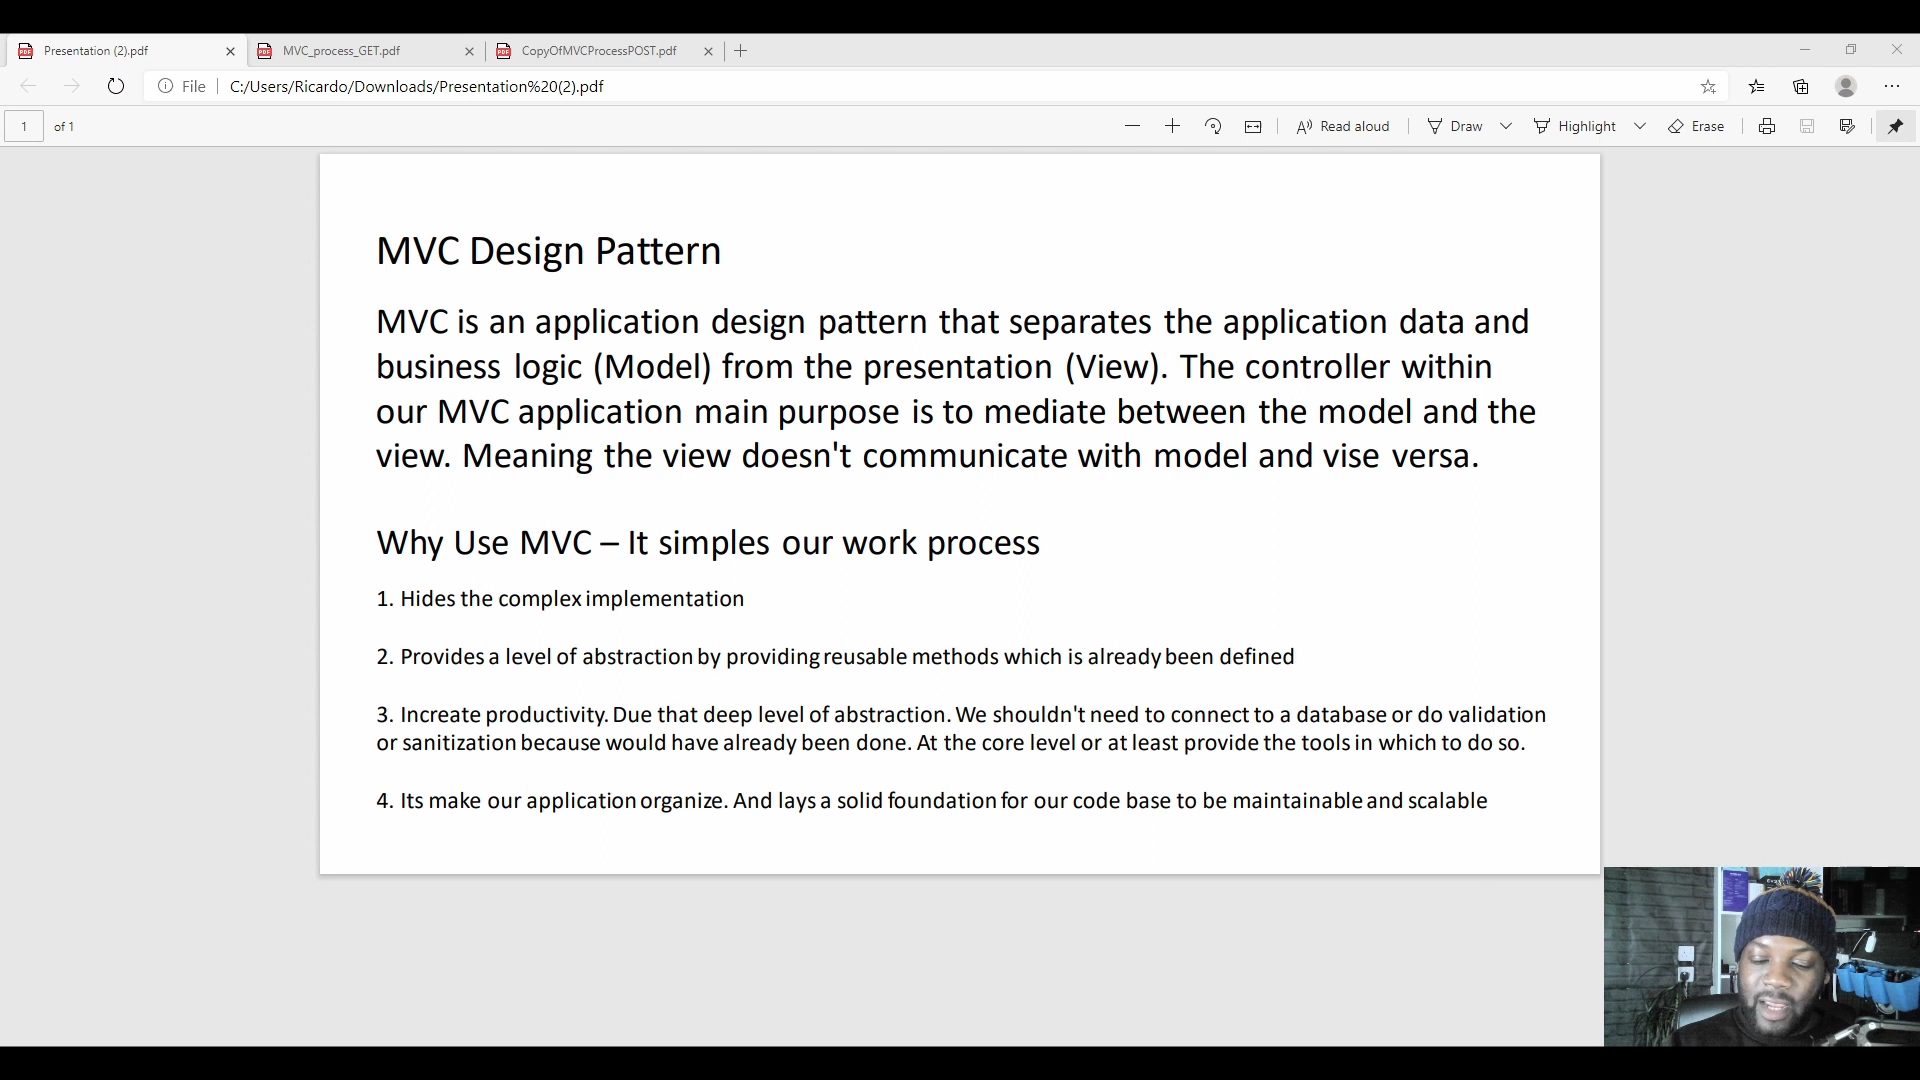 Presentation (2).pdf
MVC_process_GET.pdf
CopyOfMVCProcessPOST.pdf
File
C:/Users/Ricardo/Downloads/Presentation%20(2).pdf
1 of 1
Read aloud
Draw
Highlight
Erase
MVC Design Pattern
MVC is an application design pattern that separates the application data and
business logic (Model) from the presentation (View). The controller within
our MVC application main purpose is to mediate between the model and the
view. Meaning the view doesn't communicate with model and vise versa.
Why Use MVC – It simples our work process
1. Hides the complex implementation
2. Provides a level of abstraction by providing reusable methods which is already been defined
3. Increate productivity. Due that deep level of abstraction. We shouldn't need to connect to a database or do validation
or sanitization because would have already been done. At the core level or at least provide the tools in which to do so.
4. Its make our application organize. And lays a solid foundation for our code base to be maintainable and scalable